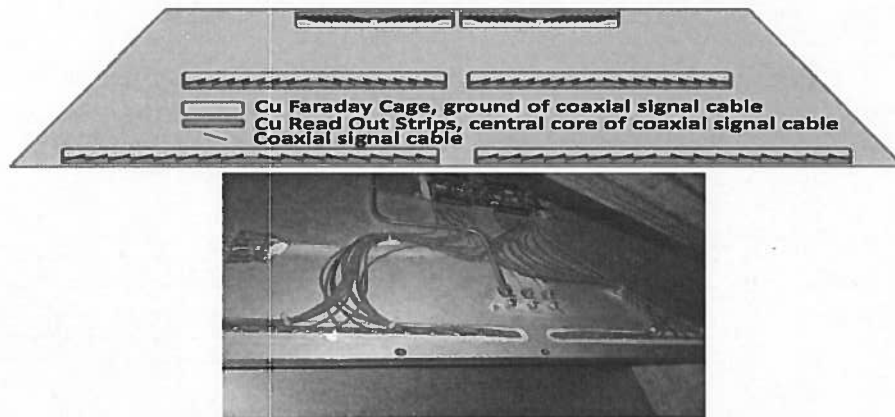 Cu Faraday Cage, ground of coaxial signal cable
Cu Read Out Strips, central core of coaxial signal cable
Coaxial signal cable